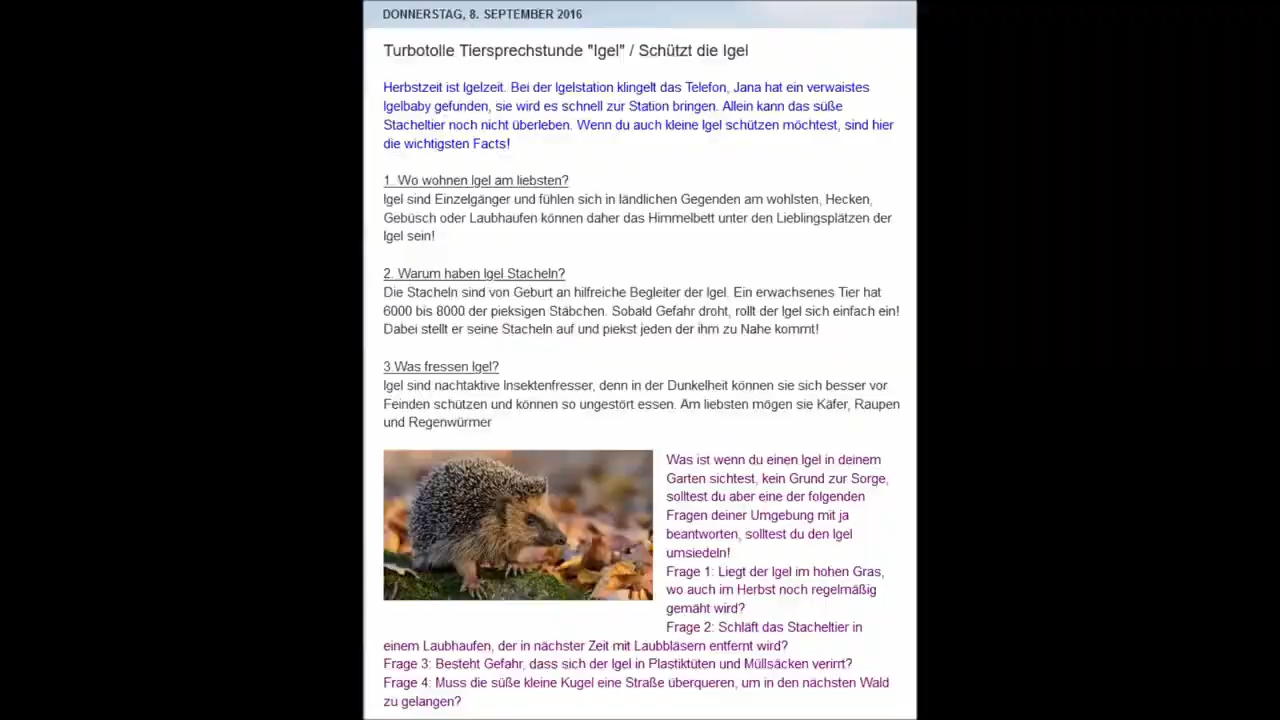 DONNERSTAG, 8. SEPTEMBER 2016
Turbotolle Tiersprechstunde "Igel" / Schützt die Igel
Herbstzeit ist Igelzeit. Bei der Igelstation klingelt das Telefon, Jana hat ein verwaistes
Igelbaby gefunden, sie wird es schnell zur Station bringen. Allein kann das süße
Stacheltier noch nicht überleben. Wenn du auch kleine Igel schützen möchtest, sind hier
die wichtigsten Facts!
1. Wo wohnen Igel am liebsten?
Igel sind Einzelgänger und fühlen sich in ländlichen Gegenden am wohlsten, Hecken,
Gebüsch oder Laubhaufen können daher das Himmelbett unter den Lieblingsplätzen der
Igel sein!
2. Warum haben Igel Stacheln?
Die Stacheln sind von Geburt an hilfreiche Begleiter der Igel. Ein erwachsenes Tier hat
6000 bis 8000 der pieksigen Stäbchen. Sobald Gefahr droht, rollt der Igel sich einfach ein!
Dabei stellt er seine Stacheln auf und piekst jeden der ihm zu Nahe kommt!
3.Was fressen Igel?
Igel sind nachtaktive Insektenfresser, denn in der Dunkelheit können sie sich besser vor
Feinden schützen und können so ungestört essen. Am liebsten mögen sie Käfer, Raupen
und Regenwürmer
Was ist wenn du einen Igel in deinem
Garten sichtest, kein Grund zur Sorge,
solltest du aber eine der folgenden
Fragen deiner Umgebung mit ja
beantworten, solltest du den Igel
umsiedeln!
Frage 1: Liegt der Igel im hohen Gras,
wo auch im Herbst noch regelmäßig
gemäht wird?
Frage 2: Schläft das Stacheltier in
einem Laubhaufen, der in nächster Zeit mit Laubbläsern entfernt wird?
Frage 3: Besteht Gefahr, dass sich der Igel in Plastiktüten und Müllsäcken verirrt?
Frage 4: Muss die süße kleine Kugel eine Straße überqueren, um in den nächsten Wald
zu gelangen?